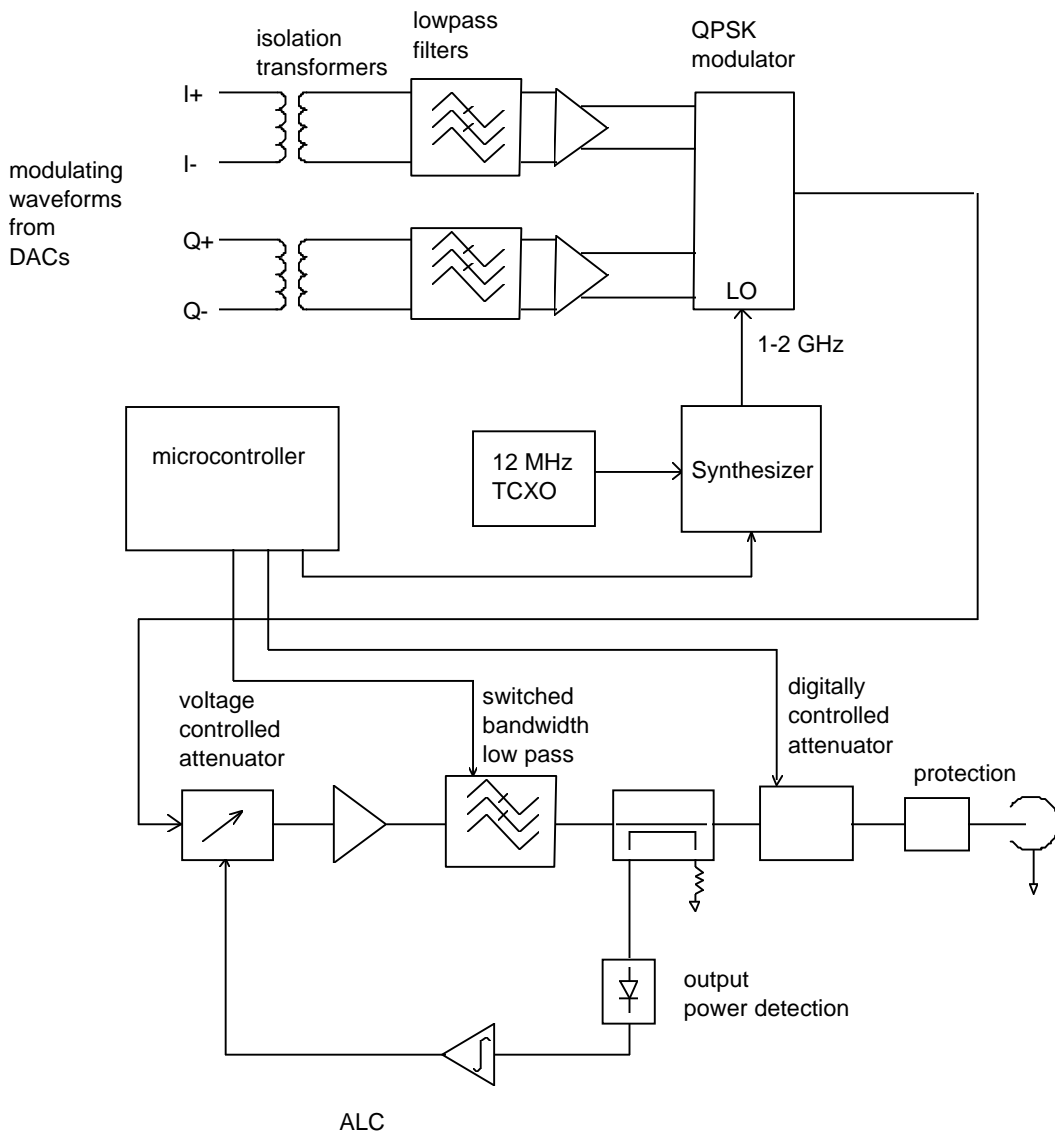 isolation
transformers
lowpass
filters
QPSK
modulator
I+
I-
modulating
waveforms
from
DACs
Q+
Q-
LO
1-2 GHz
microcontroller
12 MHz
TCXO
Synthesizer
voltage
controlled
attenuator
switched
bandwidth
low pass
digitally
controlled
attenuator
protection
output
power detection
ALC